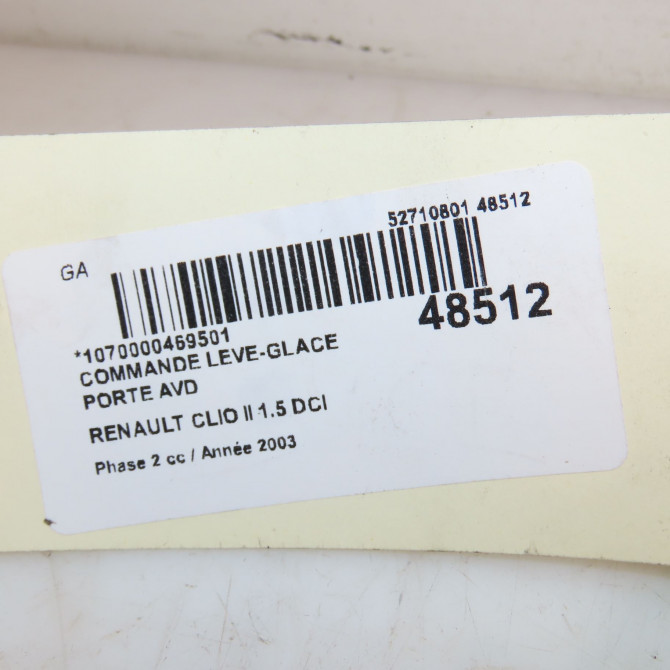 52710801 48512
GA
48512
*1070000469501
COMMANDE LEVE-GLACE
PORTE AVD
RENAULT CLIO II 1.5 DCI
Phase 2 cc / Année 2003